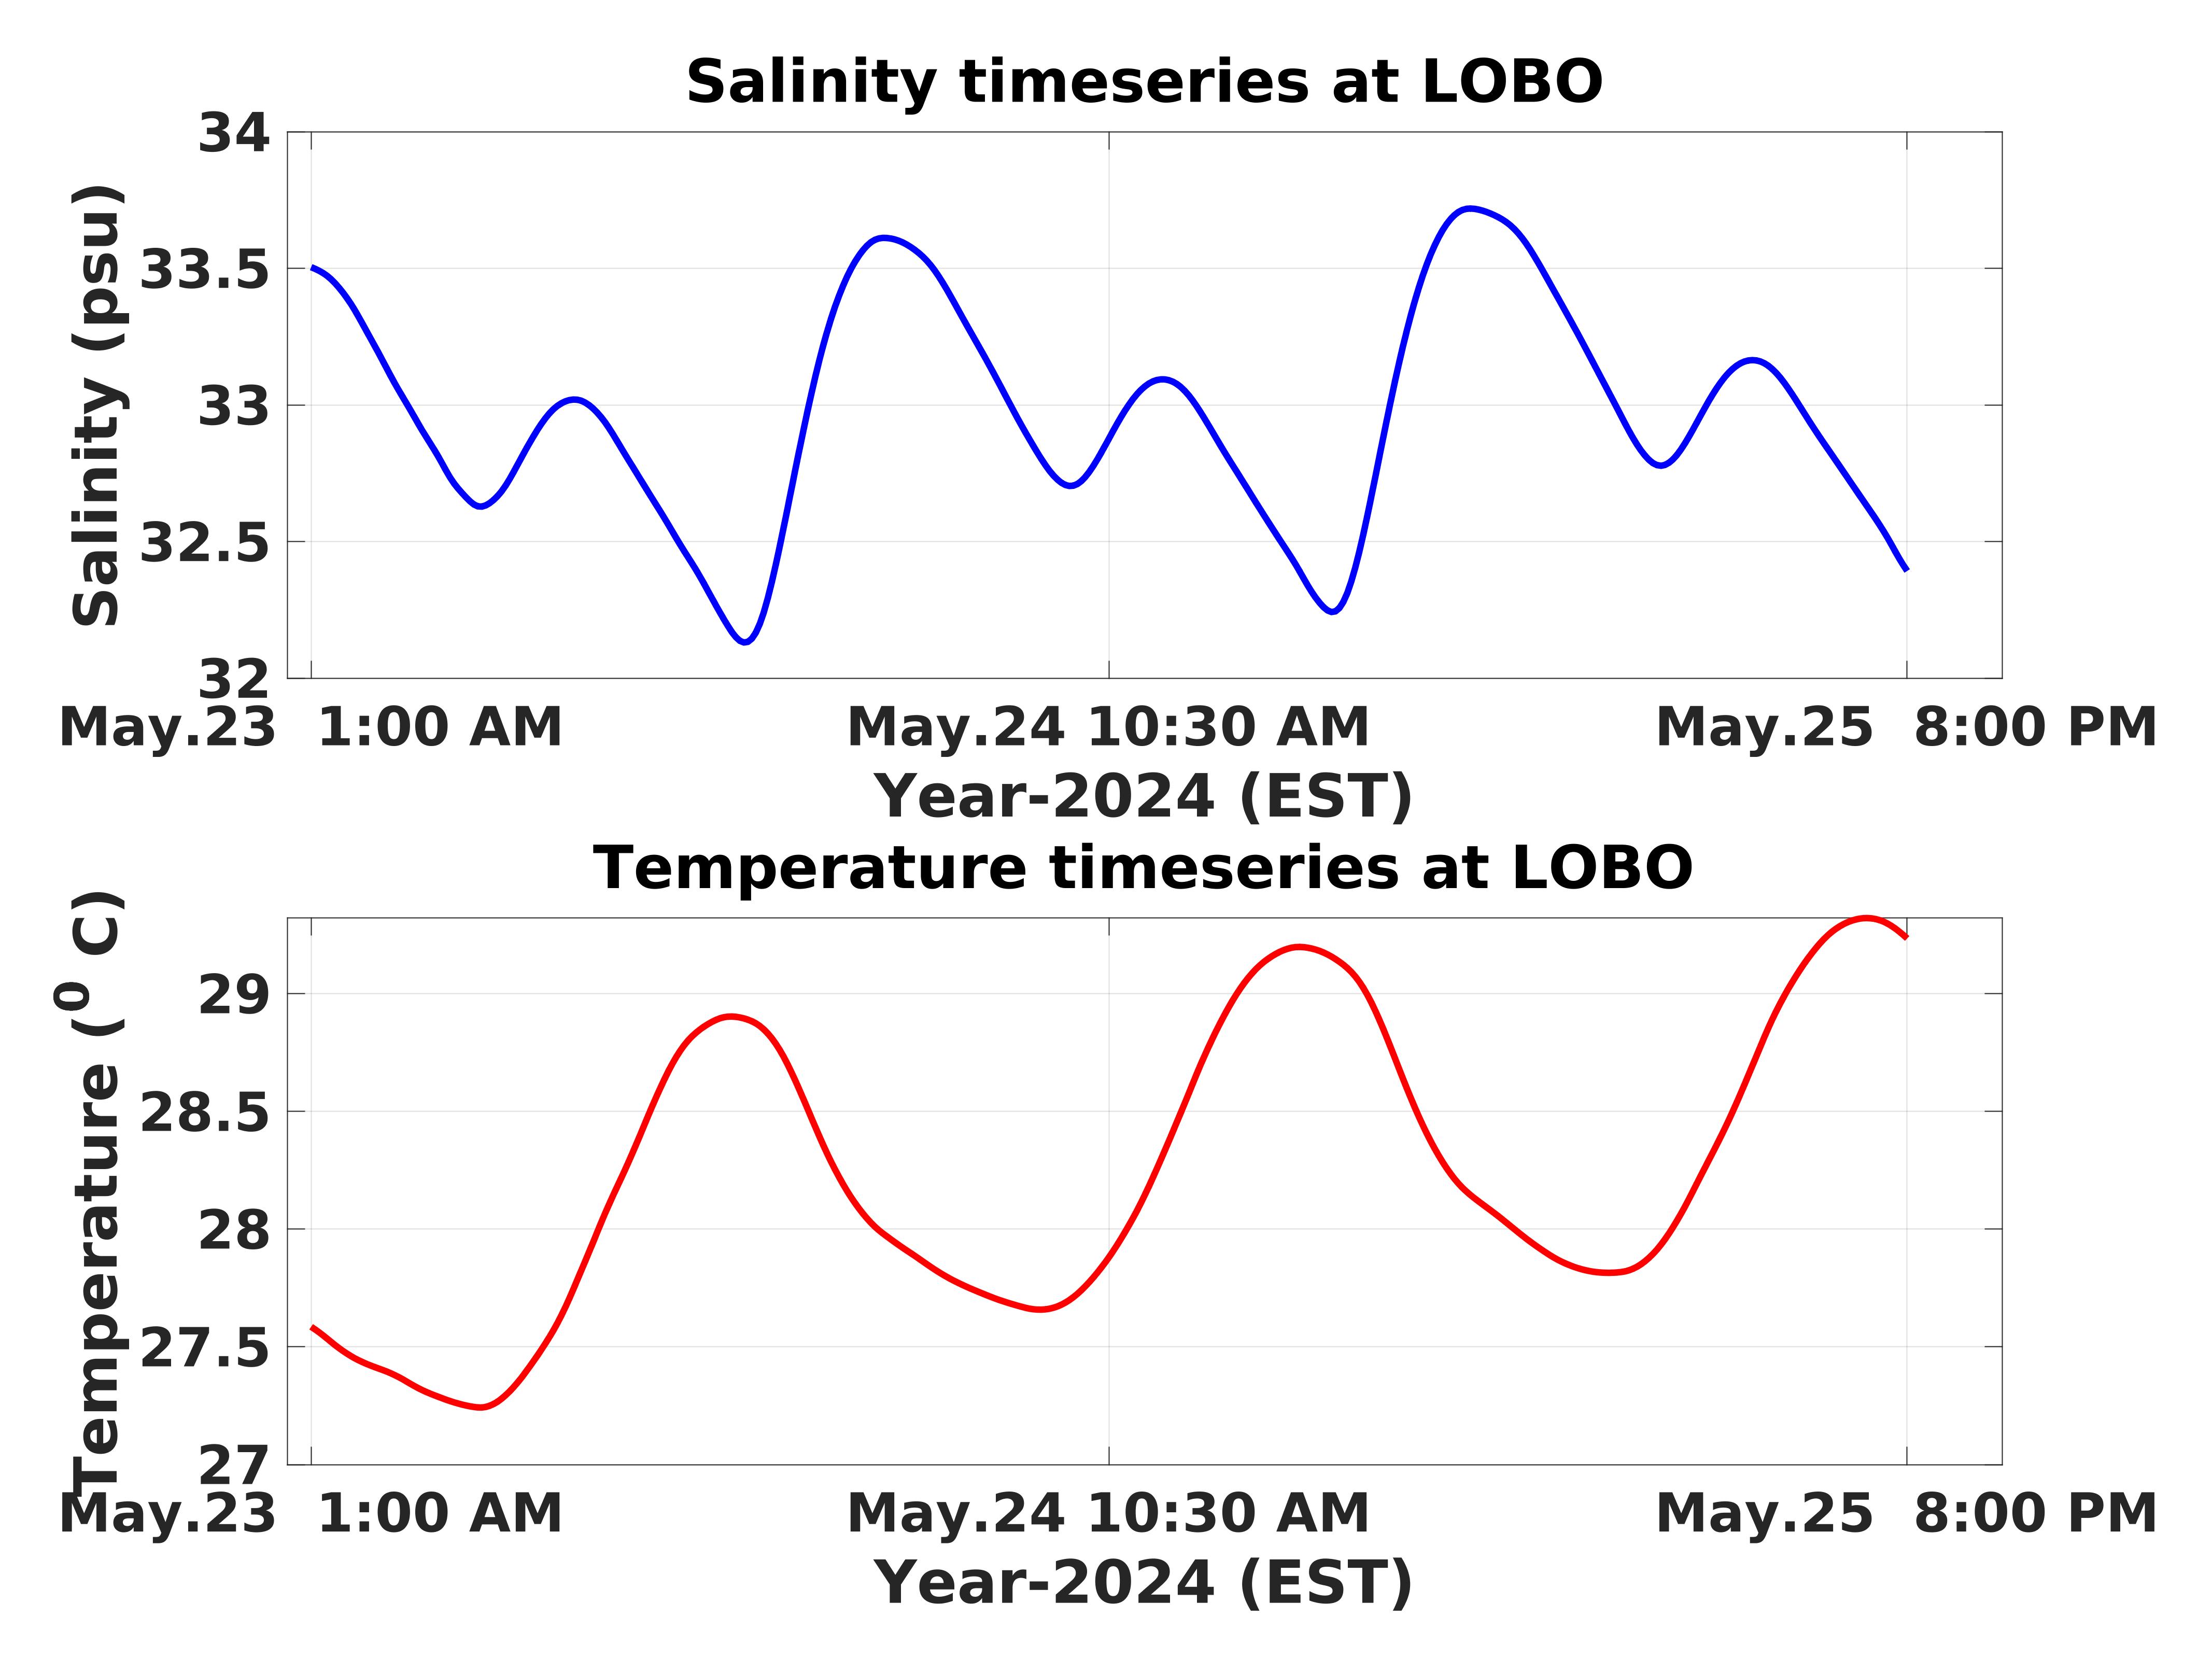 Salinity timeseries at LOBO
Salinity (psu)
34
33.5
33
32.5
32
May.23  1:00 AM
May.24 10:30 AM
May.25  8:00 PM
Year-2024 (EST)
Temperature timeseries at LOBO
Temperature (⁰ C)
29
28.5
28
27.5
27
May.23  1:00 AM
May.24 10:30 AM
May.25  8:00 PM
Year-2024 (EST)